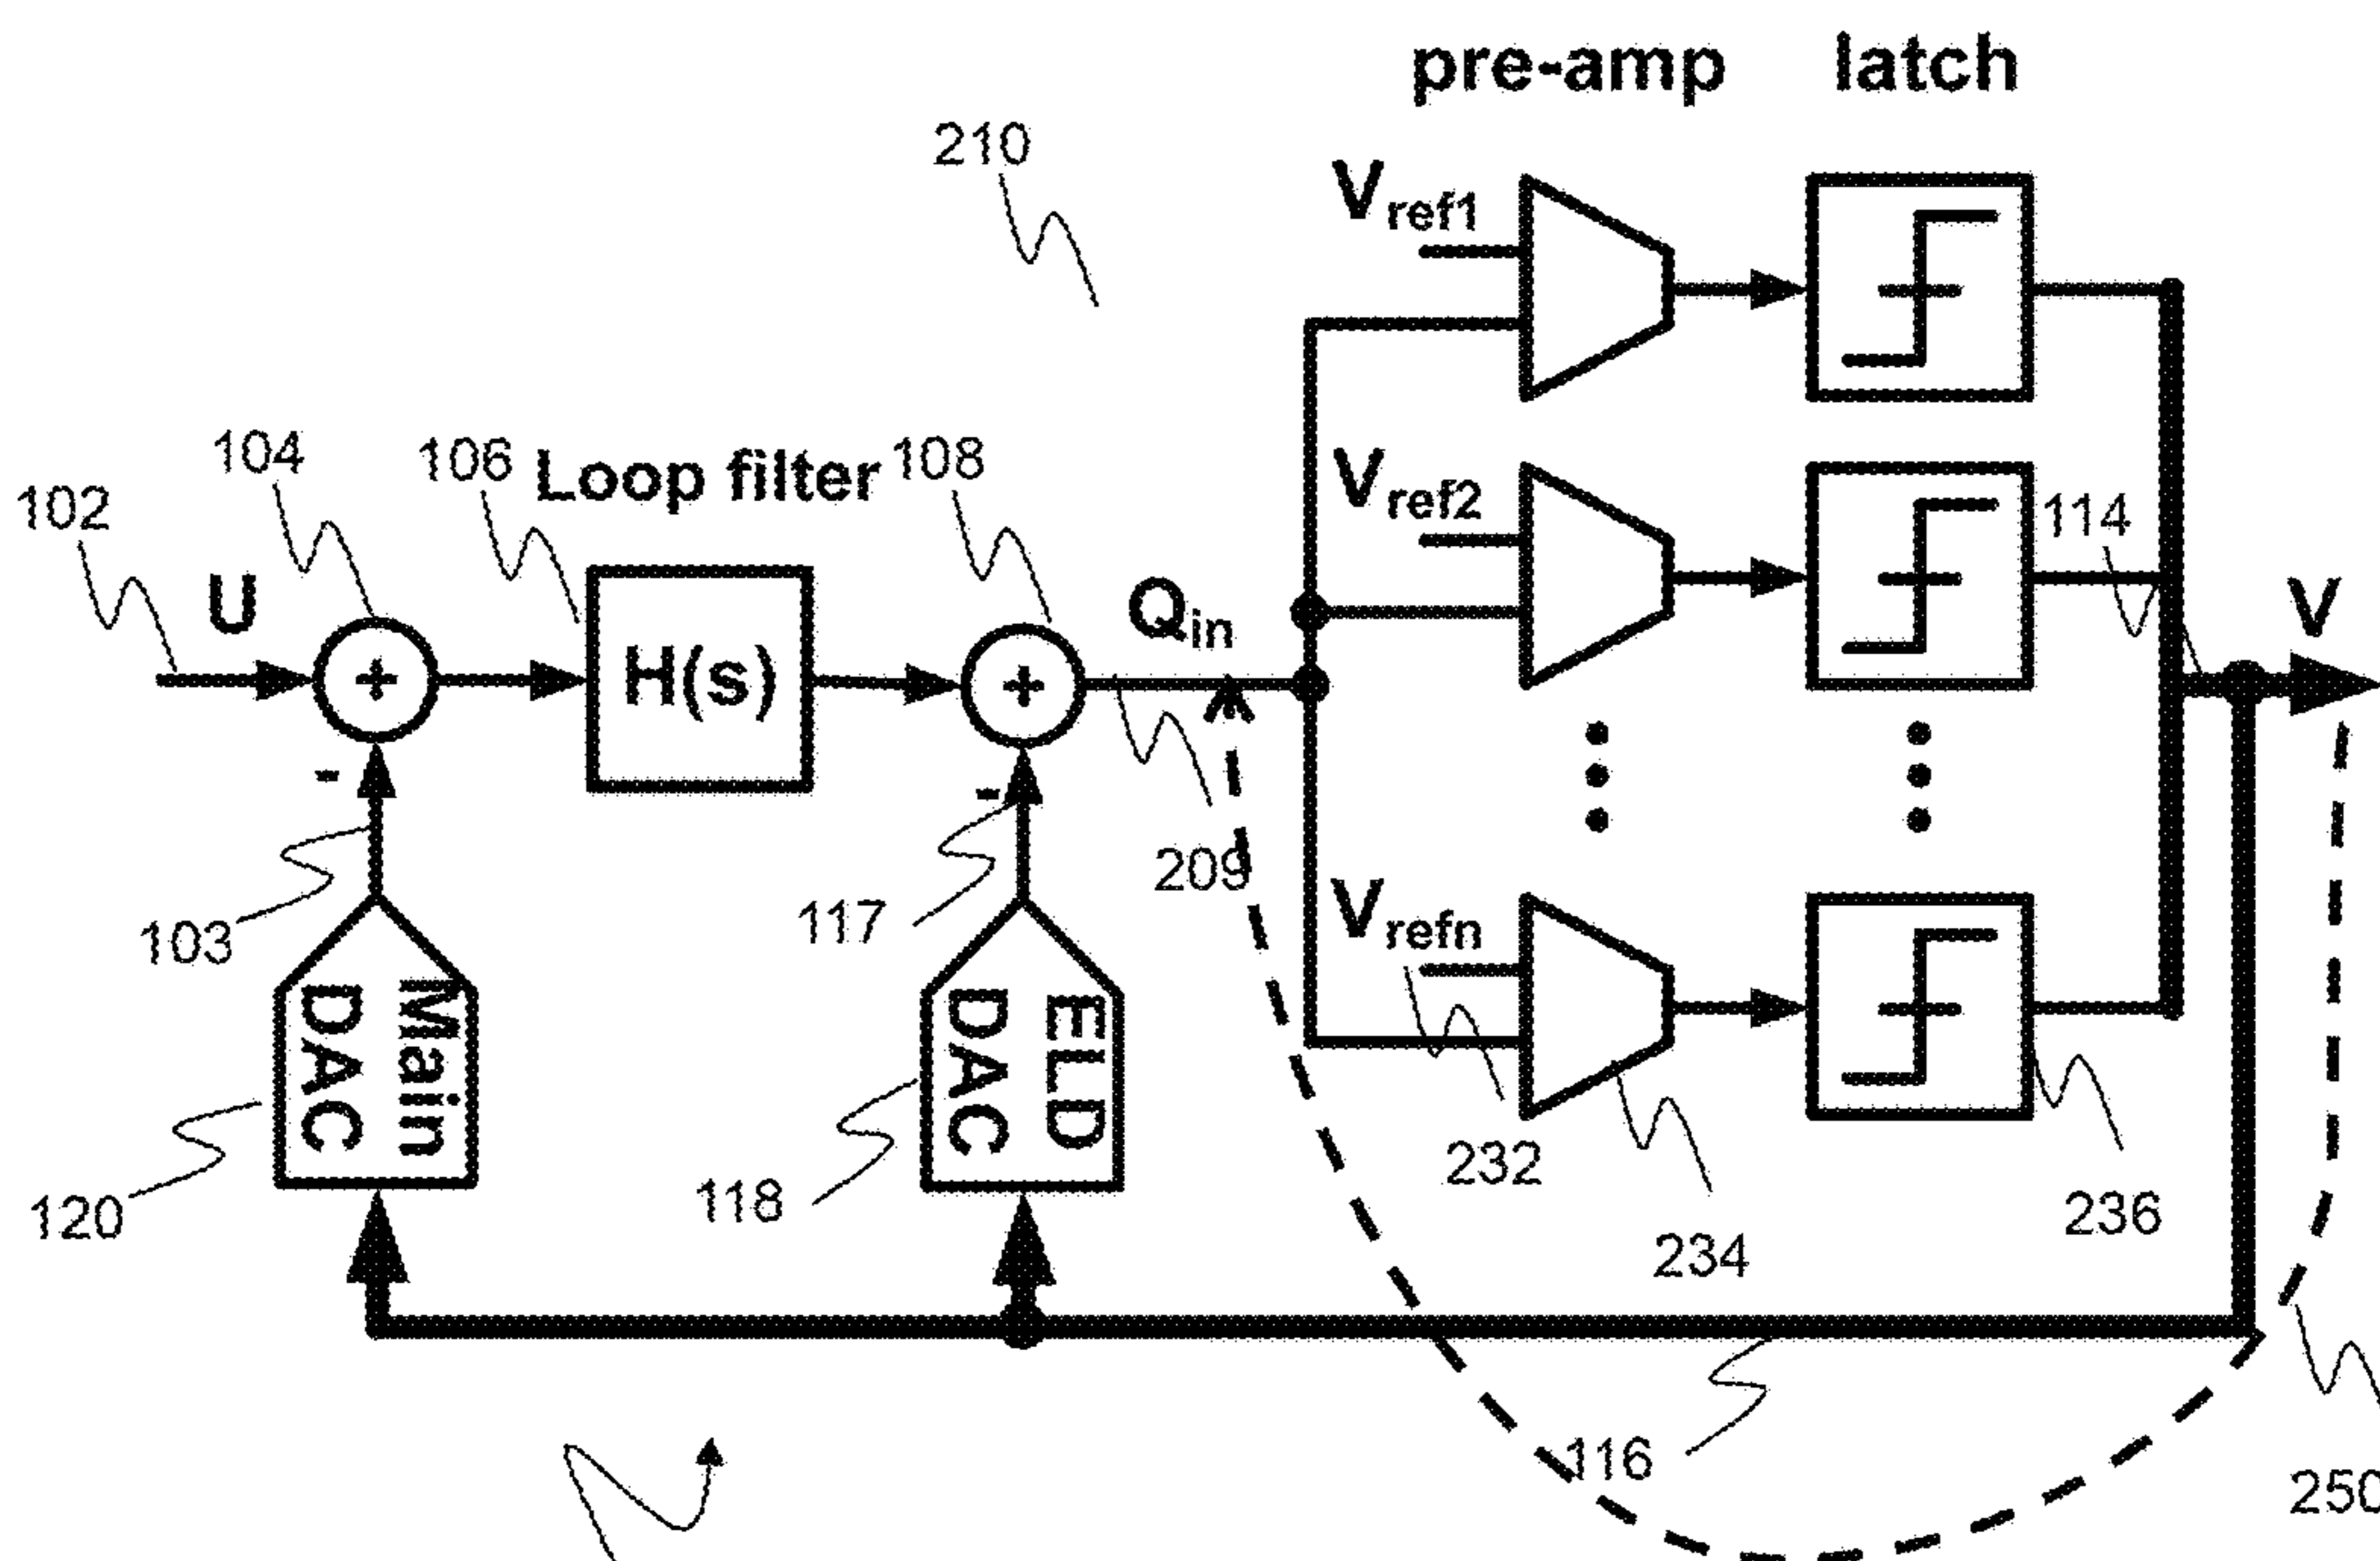 pre-amp latch
210
Vref1
104 106 Loop filter 108
102 U
Vref2
114
Qin
V
+ H(s) +
- -
209
103 117
Vrefn
Main DAC
ELD DAC
120 118
232
234
236
116
250